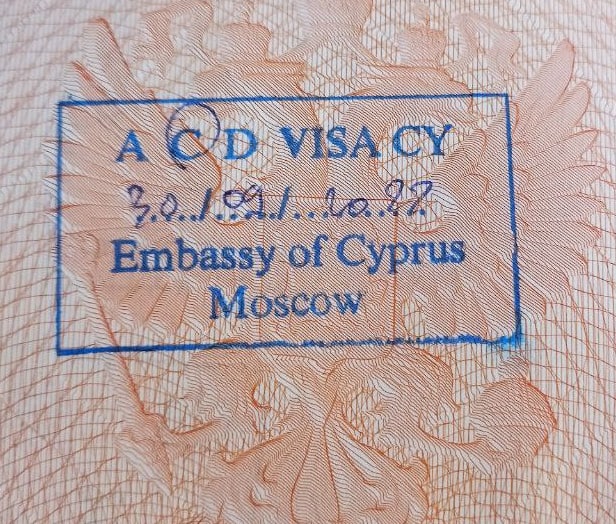 A C D VISA CY
30../.09./...2022.
Embassy of Cyprus
Moscow